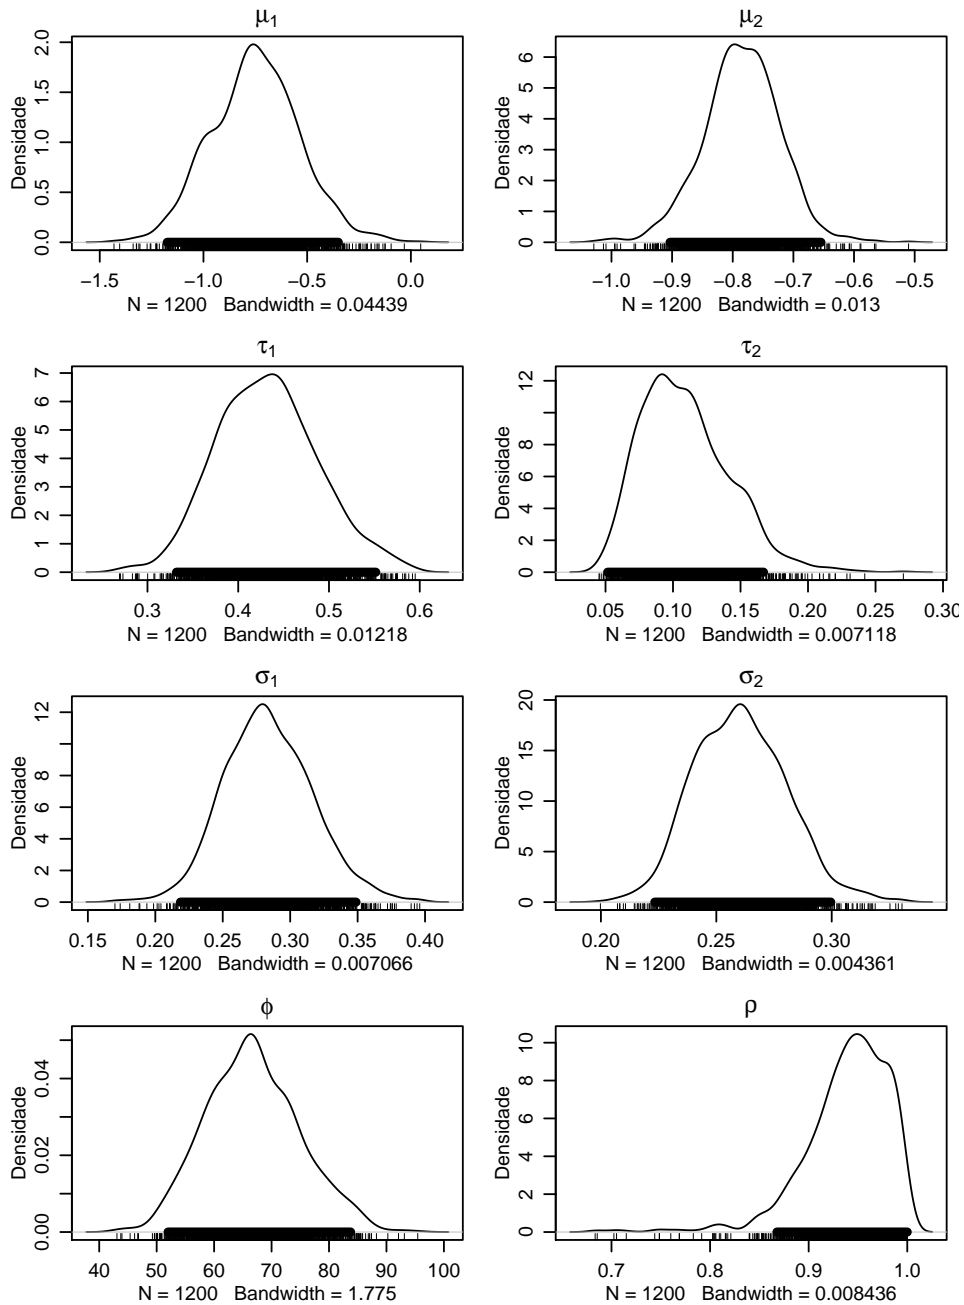 μ1
μ2
Densidade
0.0 0.5 1.0 1.5 2.0
−1.5 −1.0 −0.5 0.0
N = 1200 Bandwidth = 0.04439
Densidade
0 1 2 3 4 5 6
−1.0 −0.9 −0.8 −0.7 −0.6 −0.5
N = 1200 Bandwidth = 0.013
τ1
τ2
Densidade
0 1 2 3 4 5 6 7
0.3 0.4 0.5 0.6
N = 1200 Bandwidth = 0.01218
Densidade
0 2 4 8 12
0.05 0.10 0.15 0.20 0.25 0.30
N = 1200 Bandwidth = 0.007118
σ1
σ2
Densidade
0 2 4 6 8 12
0.15 0.20 0.25 0.30 0.35 0.40
N = 1200 Bandwidth = 0.007066
Densidade
0 5 10 15 20
0.20 0.25 0.30
N = 1200 Bandwidth = 0.004361
ϕ
ρ
Densidade
0.00 0.02 0.04
40 50 60 70 80 90 100
N = 1200 Bandwidth = 1.775
Densidade
0 2 4 6 8 10
0.7 0.8 0.9 1.0
N = 1200 Bandwidth = 0.008436